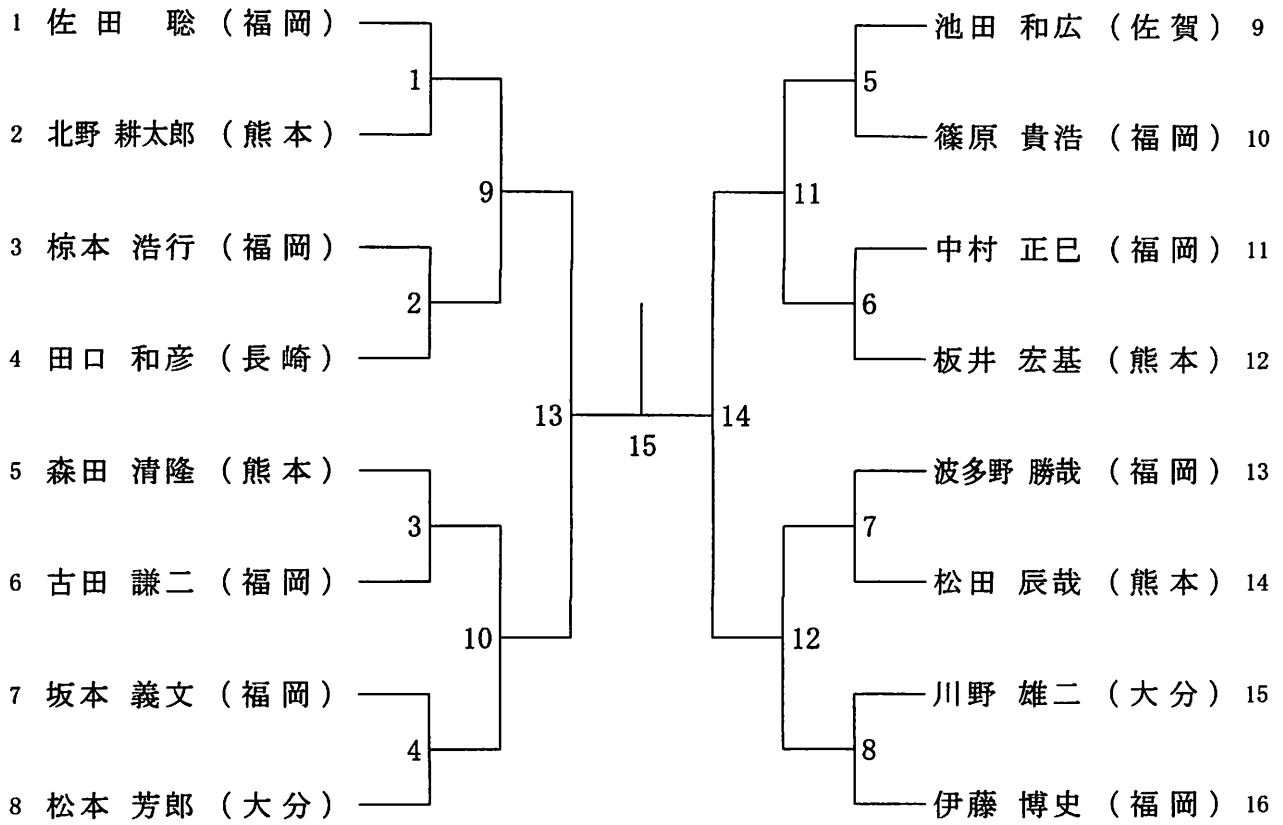 1 佐田 聡 (福岡)
2 北野 耕太郎 (熊本)
3 椋本 浩行 (福岡)
4 田口 和彦 (長崎)
5 森田 清隆 (熊本)
6 古田 謙二 (福岡)
7 坂本 義文 (福岡)
8 松本 芳郎 (大分)
1
2
3
4
9
10
13
15
14
11
12
5
6
7
8
池田 和広 (佐賀) 9
篠原 貴浩 (福岡) 10
中村 正巳 (福岡) 11
板井 宏基 (熊本) 12
波多野 勝哉 (福岡) 13
松田 辰哉 (熊本) 14
川野 雄二 (大分) 15
伊藤 博史 (福岡) 16